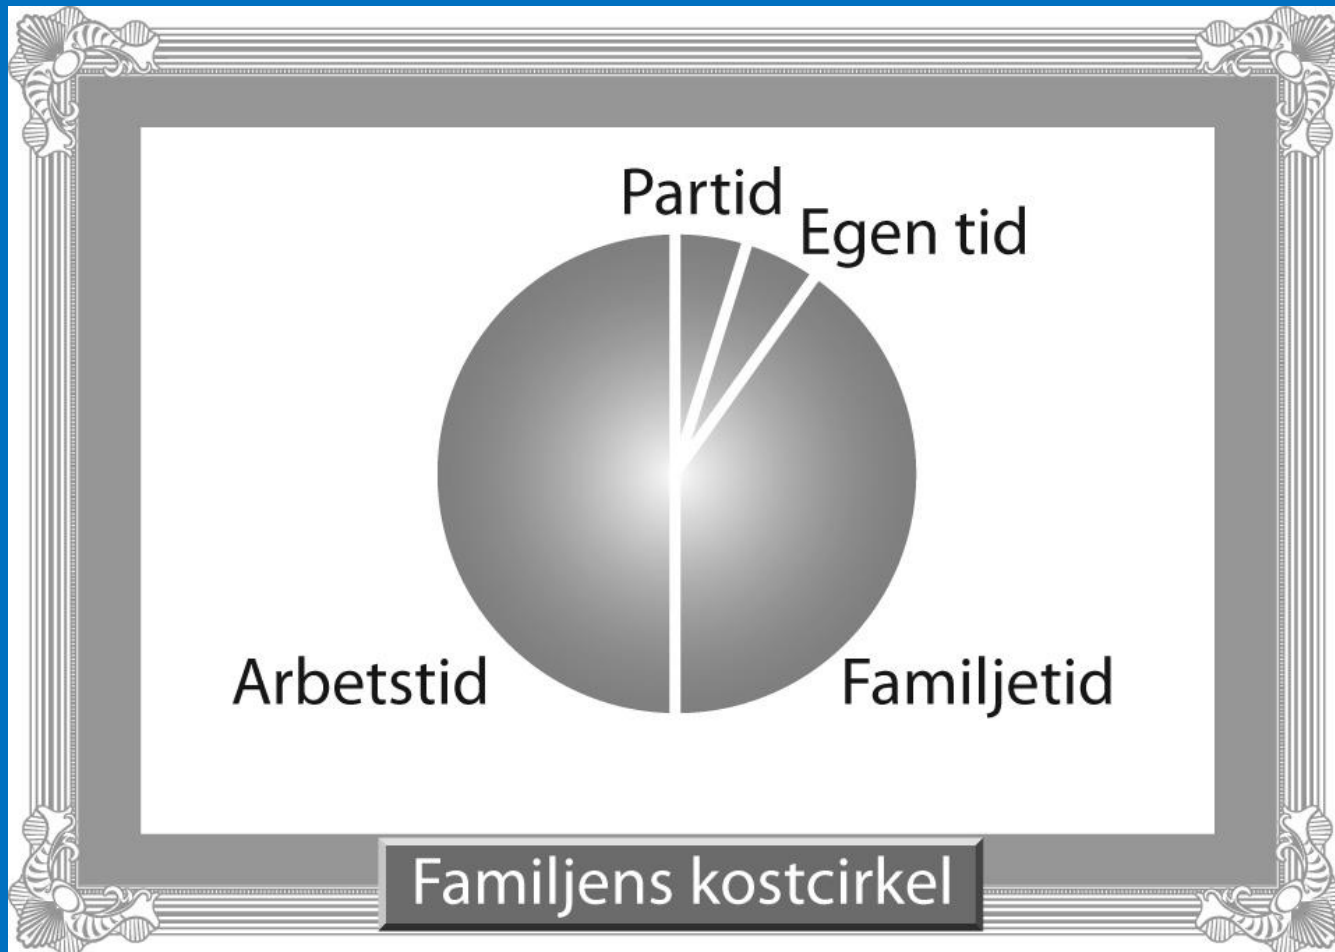 Partid
Egen tid
Arbetstid
Familjetid
Familjens kostcirkel